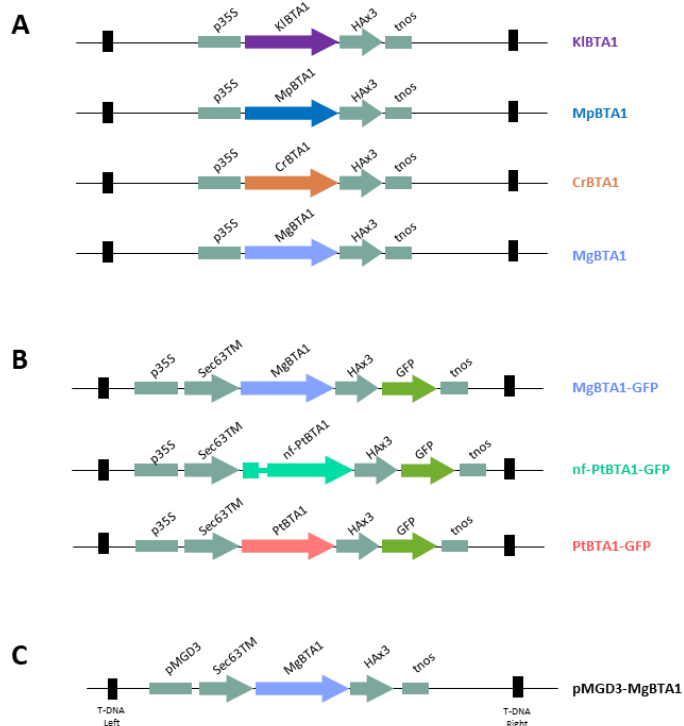 A
p35S KlBTA1 HAx3 tnos KlBTA1
p35S MpBTA1 HAx3 tnos MpBTA1
p35S CrBTA1 HAx3 tnos CrBTA1
p35S MgBTA1 HAx3 tnos MgBTA1
B
p35S Sec63TM MgBTA1 HAx3 GFP tnos MgBTA1-GFP
p35S Sec63TM nf-PtBTA1 HAx3 GFP tnos nf-PtBTA1-GFP
p35S Sec63TM PtBTA1 HAx3 GFP tnos PtBTA1-GFP
C
pMGD3 Sec63TM MgBTA1 HAx3 tnos pMGD3-MgBTA1
T-DNA T-DNA
Left Right